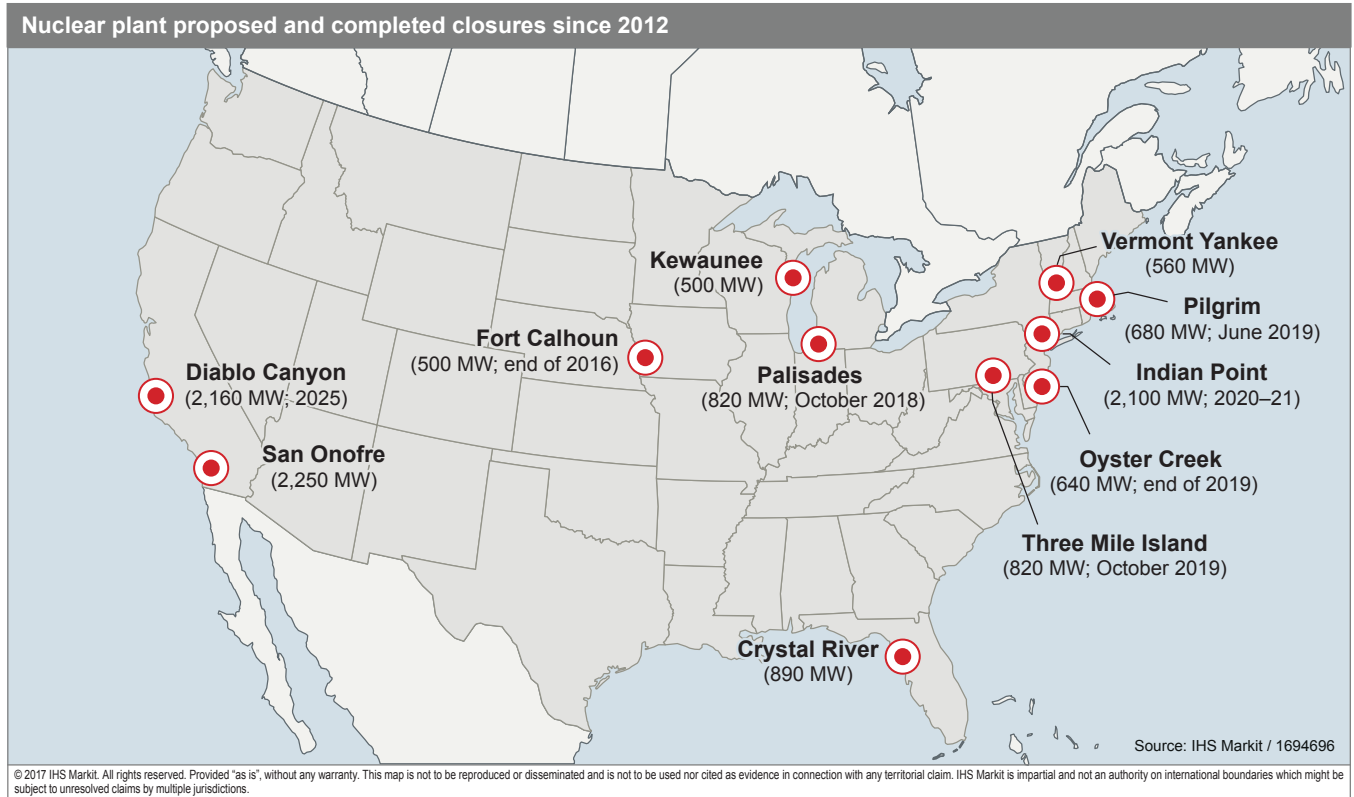 Nuclear plant proposed and completed closures since 2012
Vermont Yankee
(560 MW)
Kewaunee
(500 MW)
Pilgrim
(680 MW; June 2019)
Fort Calhoun
(500 MW; end of 2016)
Diablo Canyon
(2,160 MW; 2025)
Palisades
(820 MW; October 2018)
Indian Point
(2,100 MW; 2020–21)
San Onofre
(2,250 MW)
Oyster Creek
(640 MW; end of 2019)
Three Mile Island
(820 MW; October 2019)
Crystal River
(890 MW)
Source: IHS Markit / 1694696
© 2017 IHS Markit. All rights reserved. Provided “as is”, without any warranty. This map is not to be reproduced or disseminated and is not to be used nor cited as evidence in connection with any territorial claim. IHS Markit is impartial and not an authority on international boundaries which might be
subject to unresolved claims by multiple jurisdictions.